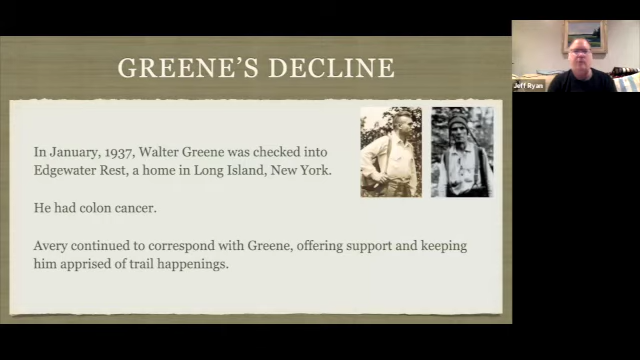 GREENE'S DECLINE
Jeff Ryan
In January, 1937, Walter Greene was checked into
Edgewater Rest, a home in Long Island, New York.
He had colon cancer.
Avery continued to correspond with Greene, offering support and keeping
him apprised of trail happenings.